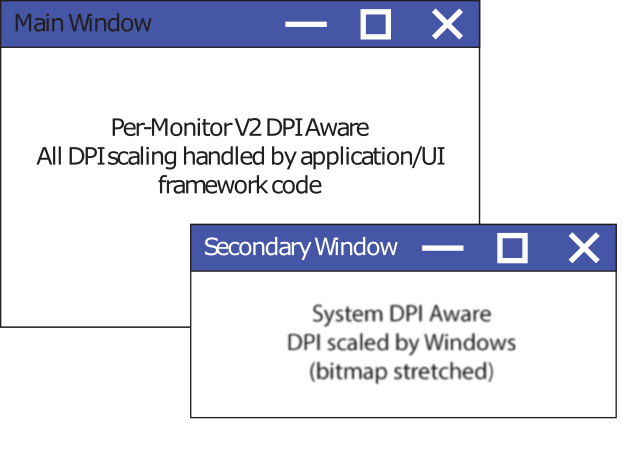 Main Window
Per-Monitor V2 DPI Aware
All DPI scaling handled by application/UI
framework code
Secondary Window
System DPI Aware
DPI scaled by Windows
(bitmap stretched)